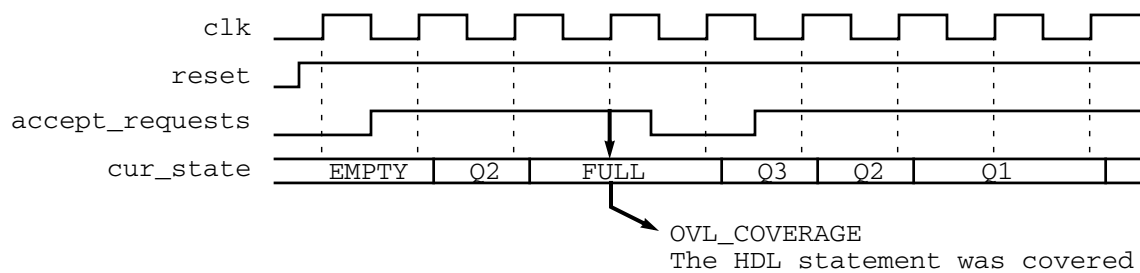 clk
reset
accept_requests
cur_state EMPTY Q2 FULL Q3 Q2 Q1
OVL_COVERAGE
The HDL statement was covered